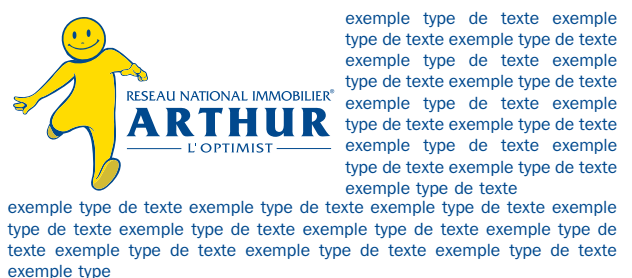 RESEAU NATIONAL IMMOBILIER®
ARTHUR
L'OPTIMIST
exemple type de texte exemple
type de texte exemple type de texte
exemple type de texte exemple
type de texte exemple type de texte
exemple type de texte exemple
type de texte exemple type de texte
exemple type de texte exemple
type de texte exemple type de texte
exemple type de texte
exemple type de texte exemple type de texte exemple type de texte exemple
type de texte exemple type de texte exemple type de texte exemple type de
texte exemple type de texte exemple type de texte exemple type de texte
exemple type